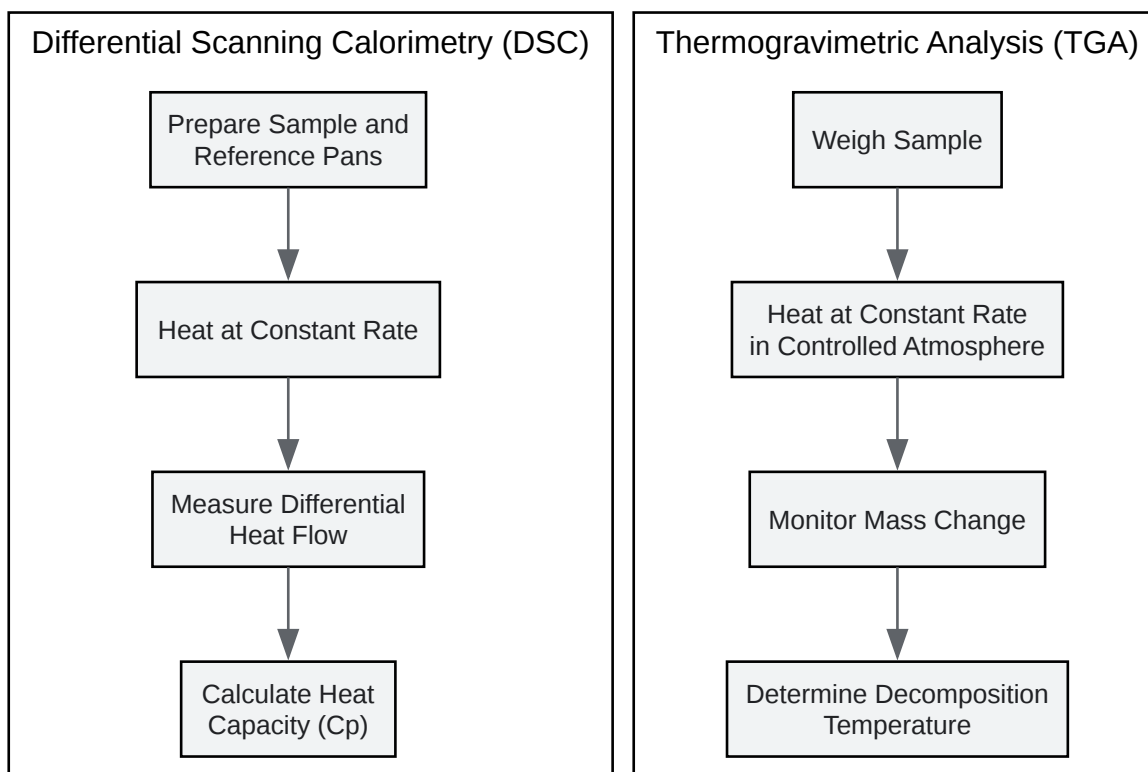 Differential Scanning Calorimetry (DSC)
Prepare Sample and
Reference Pans
Heat at Constant Rate
Measure Differential
Heat Flow
Calculate Heat
Capacity (Cp)
Thermogravimetric Analysis (TGA)
Weigh Sample
Heat at Constant Rate
in Controlled Atmosphere
Monitor Mass Change
Determine Decomposition
Temperature